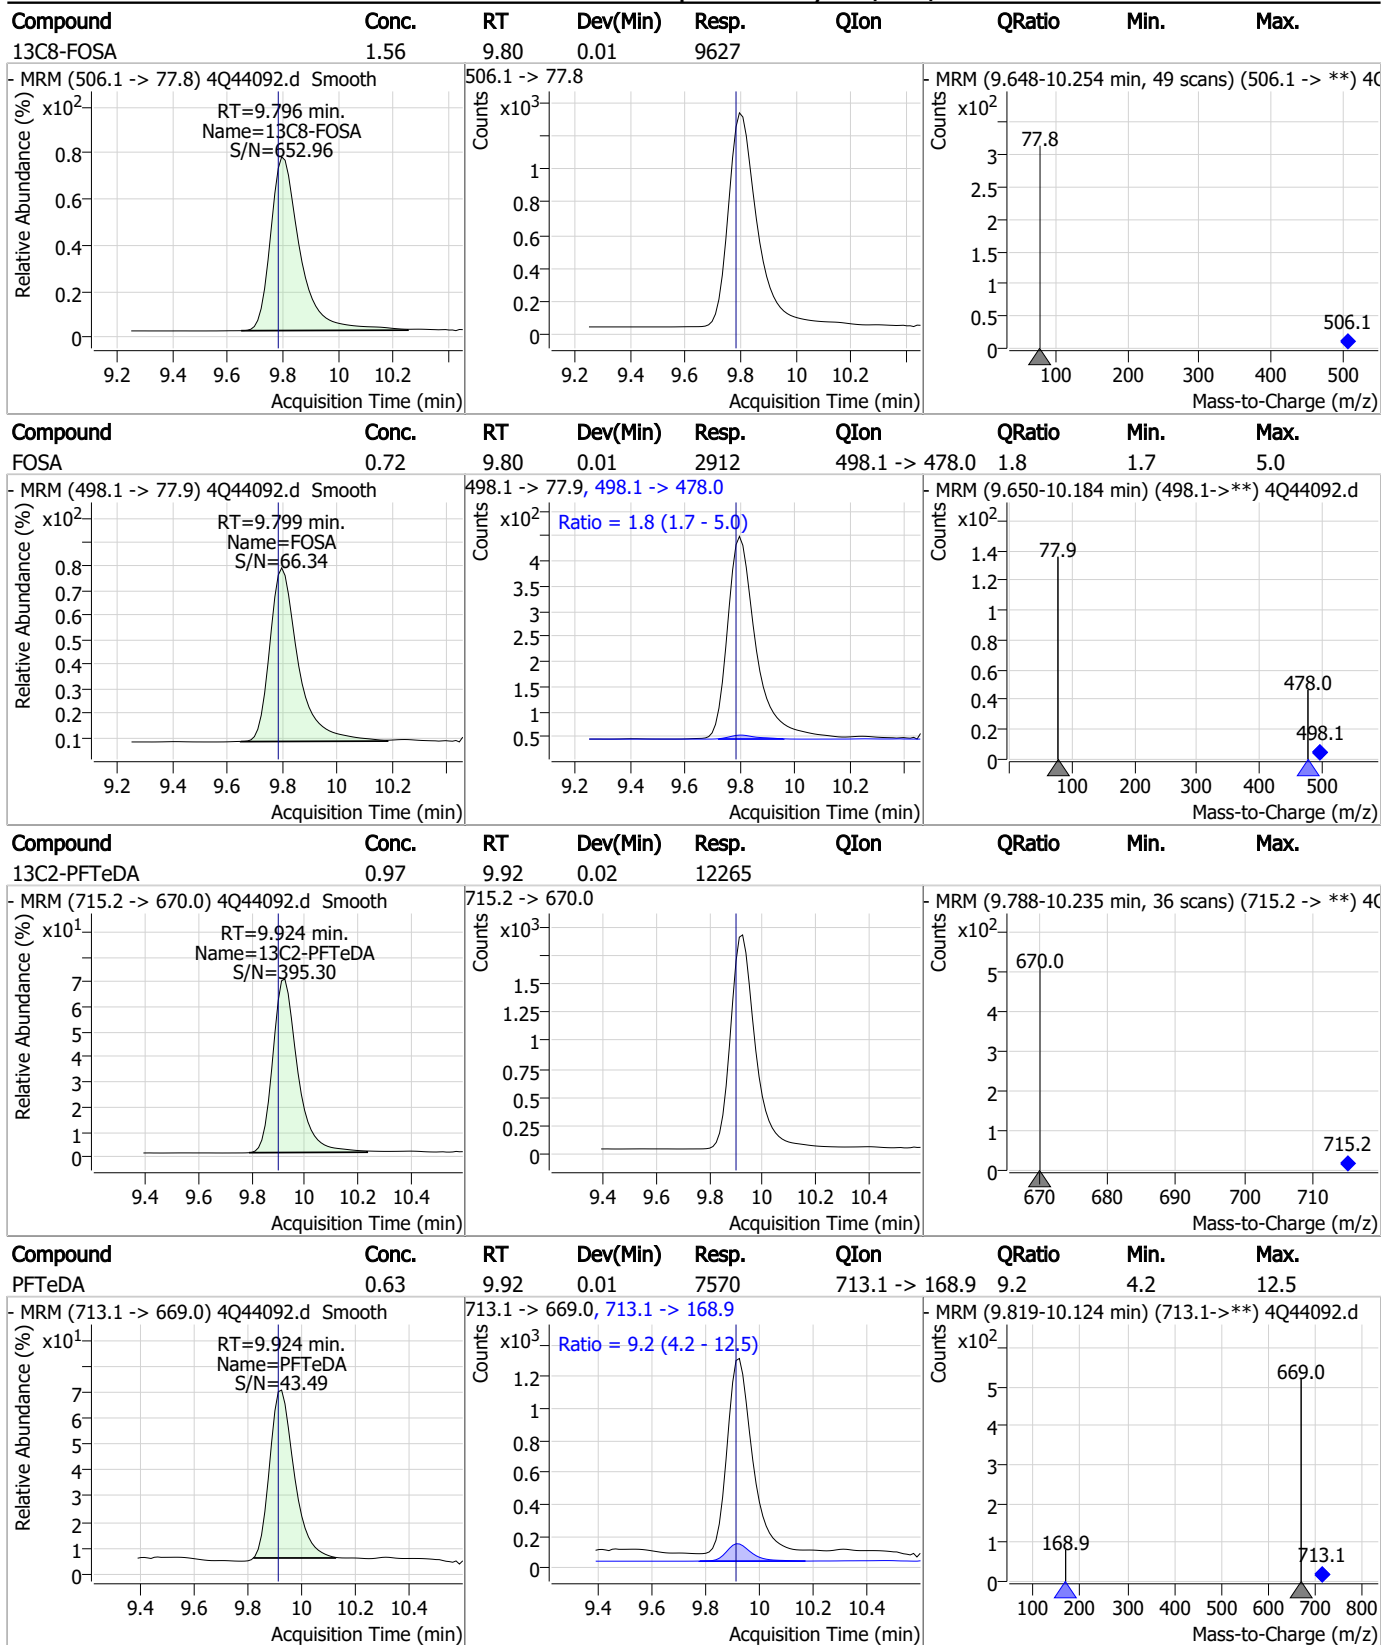 Compound Conc. RT Dev(Min) Resp. QIon QRatio Min. Max.
13C8-FOSA 1.56 9.80 0.01 9627
- MRM (506.1 -> 77.8) 4Q44092.d Smooth
x10² RT=9.796 min.
Name=13C8-FOSA
S/N=652.96
Relative Abundance (%)
0.8
0.6
0.4
0.2
0
9.2 9.4 9.6 9.8 10 10.2
Acquisition Time (min)
506.1 -> 77.8
Counts
x10³
1
0.8
0.6
0.4
0.2
0
9.2 9.4 9.6 9.8 10 10.2
Acquisition Time (min)
- MRM (9.648-10.254 min, 49 scans) (506.1 -> **) 4Q
Counts
x10²
77.8
3
2.5
2
1.5
1
0.5
506.1
0
100 200 300 400 500
Mass-to-Charge (m/z)
Compound Conc. RT Dev(Min) Resp. QIon QRatio Min. Max.
FOSA 0.72 9.80 0.01 2912 498.1 -> 478.0 1.8 1.7 5.0
- MRM (498.1 -> 77.9) 4Q44092.d Smooth
x10² RT=9.799 min.
Name=FOSA
S/N=66.34
Relative Abundance (%)
0.8
0.7
0.6
0.5
0.4
0.3
0.2
0.1
9.2 9.4 9.6 9.8 10 10.2
Acquisition Time (min)
498.1 -> 77.9, 498.1 -> 478.0
Counts
x10² Ratio = 1.8 (1.7 - 5.0)
4
3.5
3
2.5
2
1.5
1
0.5
9.2 9.4 9.6 9.8 10 10.2
Acquisition Time (min)
- MRM (9.650-10.184 min) (498.1->**) 4Q44092.d
Counts
x10²
1.4 77.9
1.2
1
0.8
0.6
0.4 478.0
0.2 498.1
0
100 200 300 400 500
Mass-to-Charge (m/z)
Compound Conc. RT Dev(Min) Resp. QIon QRatio Min. Max.
13C2-PFTeDA 0.97 9.92 0.02 12265
- MRM (715.2 -> 670.0) 4Q44092.d Smooth
x10¹ RT=9.924 min.
Name=13C2-PFTeDA
S/N=395.30
Relative Abundance (%)
7
6
5
4
3
2
1
0
9.4 9.6 9.8 10 10.2 10.4
Acquisition Time (min)
715.2 -> 670.0
Counts
x10³
1.5
1.25
1
0.75
0.5
0.25
0
9.4 9.6 9.8 10 10.2 10.4
Acquisition Time (min)
- MRM (9.788-10.235 min, 36 scans) (715.2 -> **) 4Q
Counts
x10²
670.0
5
4
3
2
1
715.2
0
670 680 690 700 710
Mass-to-Charge (m/z)
Compound Conc. RT Dev(Min) Resp. QIon QRatio Min. Max.
PFTeDA 0.63 9.92 0.01 7570 713.1 -> 168.9 9.2 4.2 12.5
- MRM (713.1 -> 669.0) 4Q44092.d Smooth
x10¹ RT=9.924 min.
Name=PFTeDA
S/N=43.49
Relative Abundance (%)
7
6
5
4
3
2
1
0
9.4 9.6 9.8 10 10.2 10.4
Acquisition Time (min)
713.1 -> 669.0, 713.1 -> 168.9
Counts
x10³ Ratio = 9.2 (4.2 - 12.5)
1.2
1
0.8
0.6
0.4
0.2
0
9.4 9.6 9.8 10 10.2 10.4
Acquisition Time (min)
- MRM (9.819-10.124 min) (713.1->**) 4Q44092.d
Counts
x10²
669.0
5
4
3
2
1 168.9
713.1
0
100 200 300 400 500 600 700 800
Mass-to-Charge (m/z)